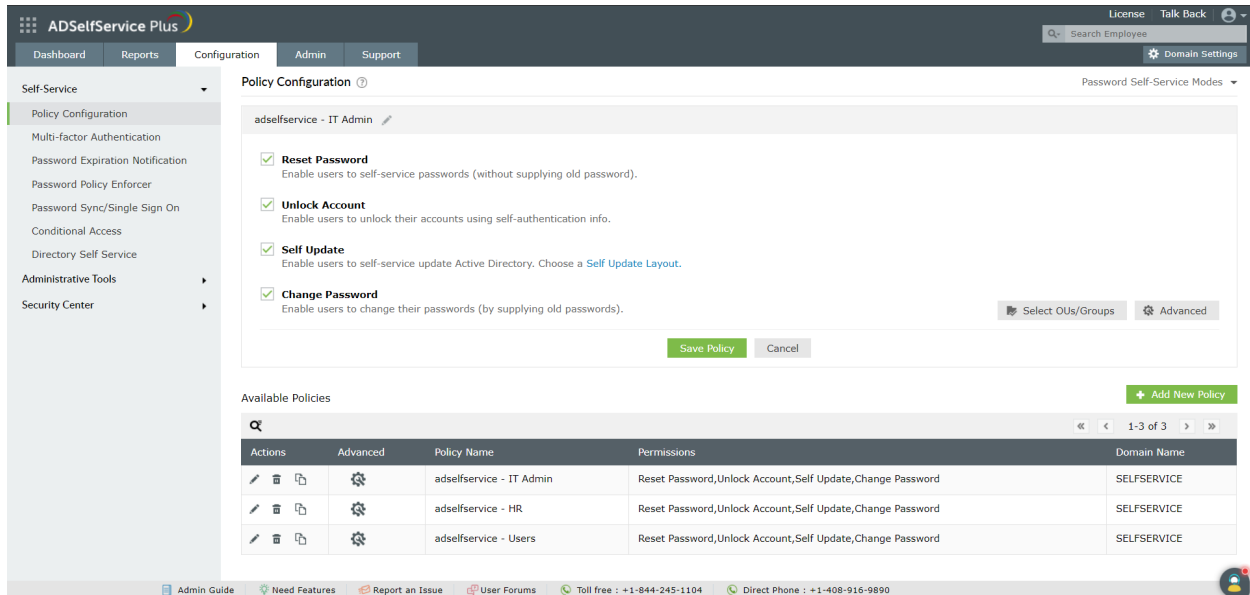 License Talk Back
ADSelfService Plus
Search Employee
Dashboard Reports Configuration Admin Support
Domain Settings
Self-Service
Policy Configuration
Multi-factor Authentication
Password Expiration Notification
Password Policy Enforcer
Password Sync/Single Sign On
Conditional Access
Directory Self Service
Administrative Tools
Security Center
Policy Configuration ?
Password Self-Service Modes
adselfservice - IT Admin
Reset Password
Enable users to self-service passwords (without supplying old password).
Unlock Account
Enable users to unlock their accounts using self-authentication info.
Self Update
Enable users to self-service update Active Directory. Choose a Self Update Layout.
Change Password
Enable users to change their passwords (by supplying old passwords).
Select OUs/Groups Advanced
Save Policy Cancel
Available Policies
+ Add New Policy
« < 1-3 of 3 > »
Actions Advanced Policy Name Permissions Domain Name
adselfservice - IT Admin Reset Password,Unlock Account,Self Update,Change Password SELFSERVICE
adselfservice - HR Reset Password,Unlock Account,Self Update,Change Password SELFSERVICE
adselfservice - Users Reset Password,Unlock Account,Self Update,Change Password SELFSERVICE
Admin Guide Need Features Report an Issue User Forums Toll free : +1-844-245-1104 Direct Phone : +1-408-916-9890